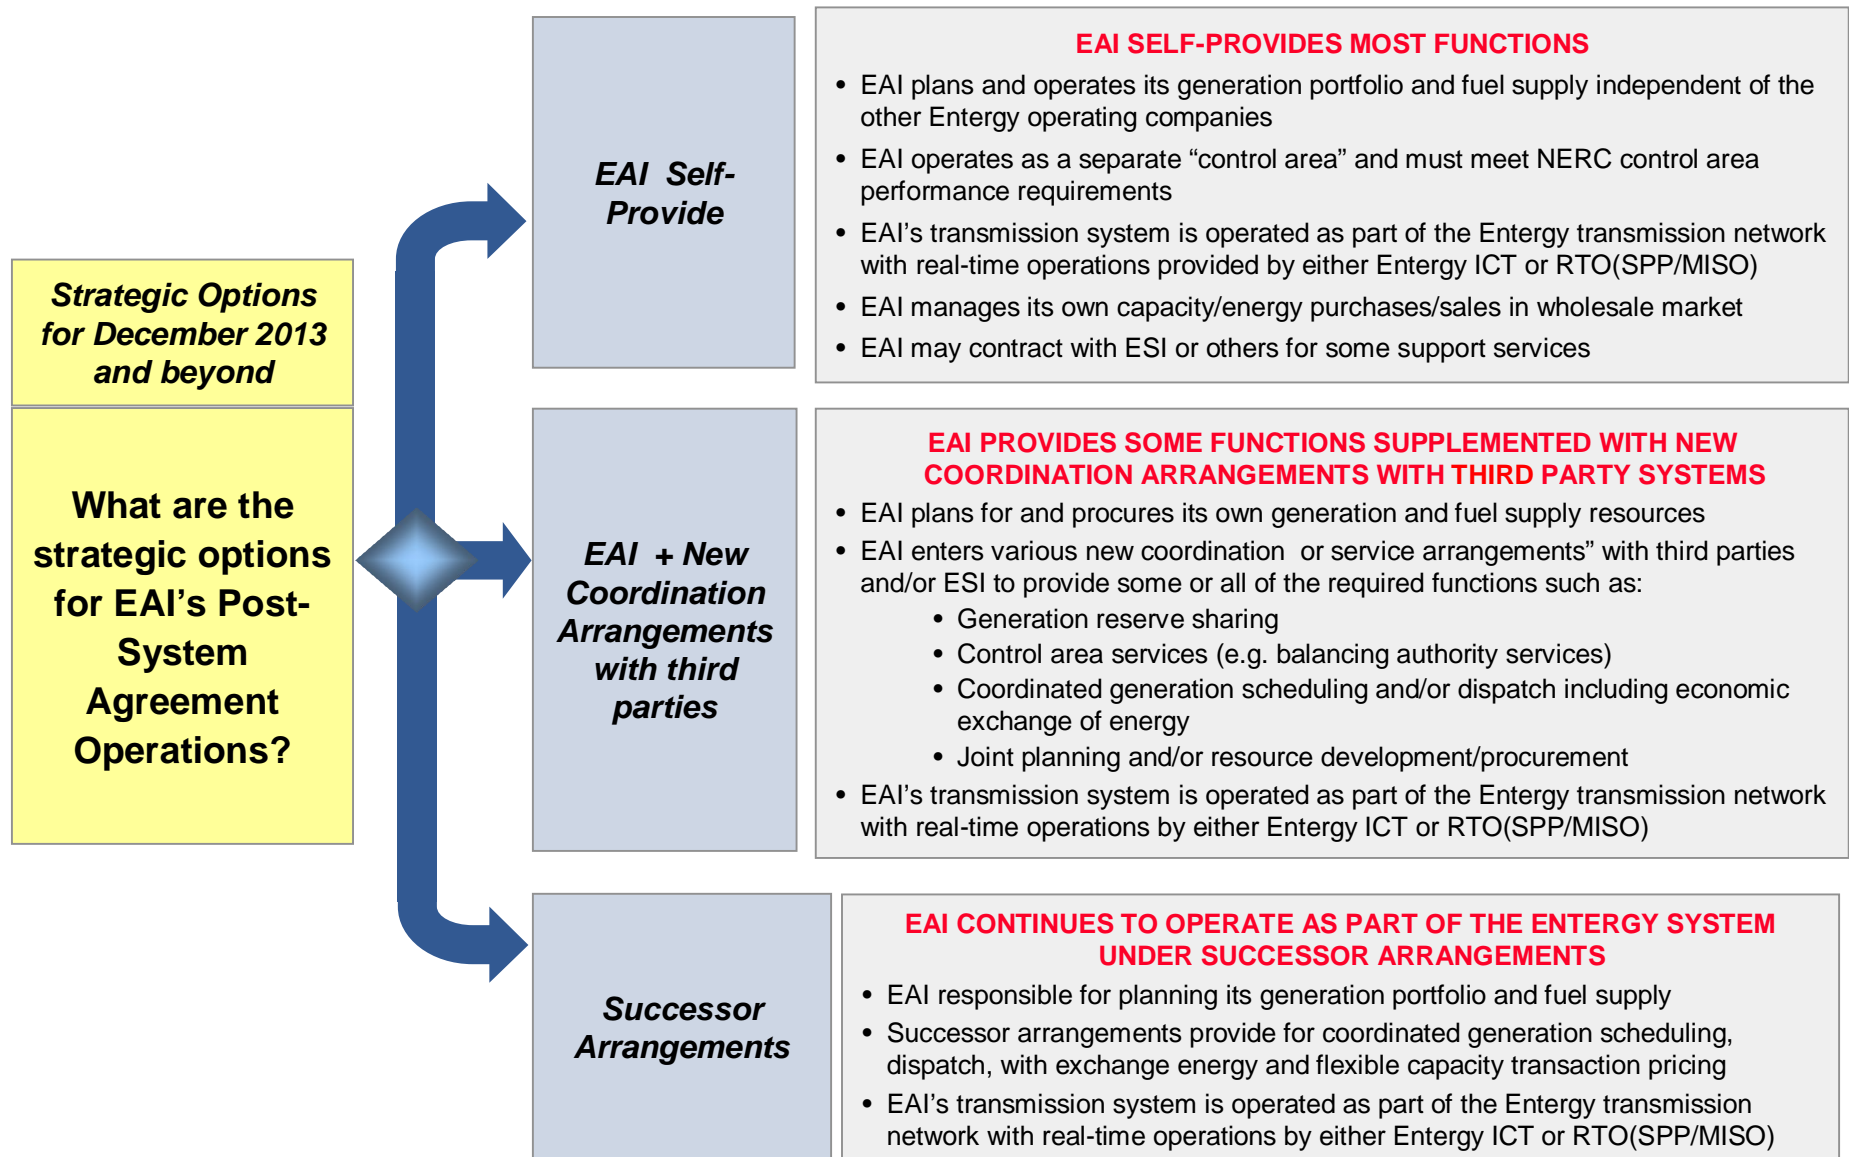 Strategic Options
for December 2013
and beyond
What are the
strategic options
for EAI's Post-
System
Agreement
Operations?
EAI  Self-
Provide
EAI SELF-PROVIDES MOST FUNCTIONS
• EAI plans and operates its generation portfolio and fuel supply independent of the
other Entergy operating companies
• EAI operates as a separate “control area” and must meet NERC control area
performance requirements
• EAI’s transmission system is operated as part of the Entergy transmission network
with real-time operations provided by either Entergy ICT or RTO(SPP/MISO)
• EAI manages its own capacity/energy purchases/sales in wholesale market
• EAI may contract with ESI or others for some support services
EAI  + New
Coordination
Arrangements
with third
parties
EAI PROVIDES SOME FUNCTIONS SUPPLEMENTED WITH NEW
COORDINATION ARRANGEMENTS WITH THIRD PARTY SYSTEMS
• EAI plans for and procures its own generation and fuel supply resources
• EAI enters various new coordination  or service arrangements” with third parties
and/or ESI to provide some or all of the required functions such as:
• Generation reserve sharing
• Control area services (e.g. balancing authority services)
• Coordinated generation scheduling and/or dispatch including economic
exchange of energy
• Joint planning and/or resource development/procurement
• EAI’s transmission system is operated as part of the Entergy transmission network
with real-time operations by either Entergy ICT or RTO(SPP/MISO)
Successor
Arrangements
EAI CONTINUES TO OPERATE AS PART OF THE ENTERGY SYSTEM
UNDER SUCCESSOR ARRANGEMENTS
• EAI responsible for planning its generation portfolio and fuel supply
• Successor arrangements provide for coordinated generation scheduling,
dispatch, with exchange energy and flexible capacity transaction pricing
• EAI’s transmission system is operated as part of the Entergy transmission
network with real-time operations by either Entergy ICT or RTO(SPP/MISO)